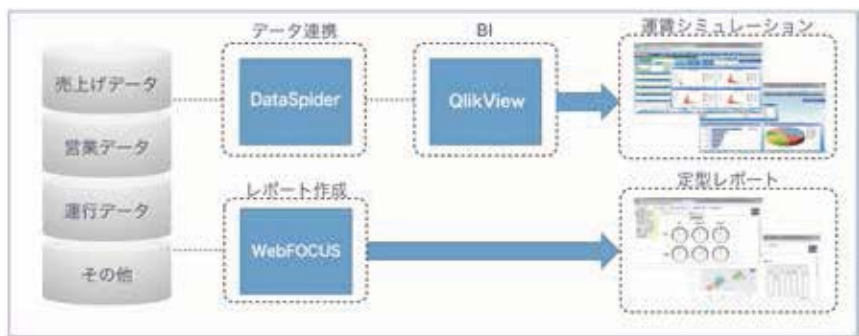 データ連携
BI
運賃シミュレーション
売上げデータ
DataSpider
QlikView
営業データ
レポート作成
定型レポート
運行データ
WebFOCUS
その他